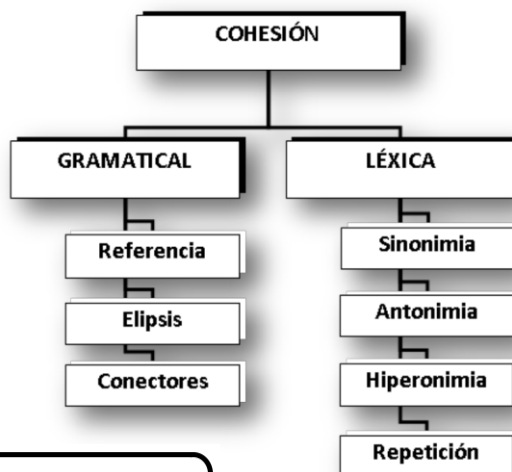 COHESIÓN
GRAMATICAL
Referencia
Elipsis
Conectores
LÉXICA
Sinonimia
Antonimia
Hiperonimia
Repetición